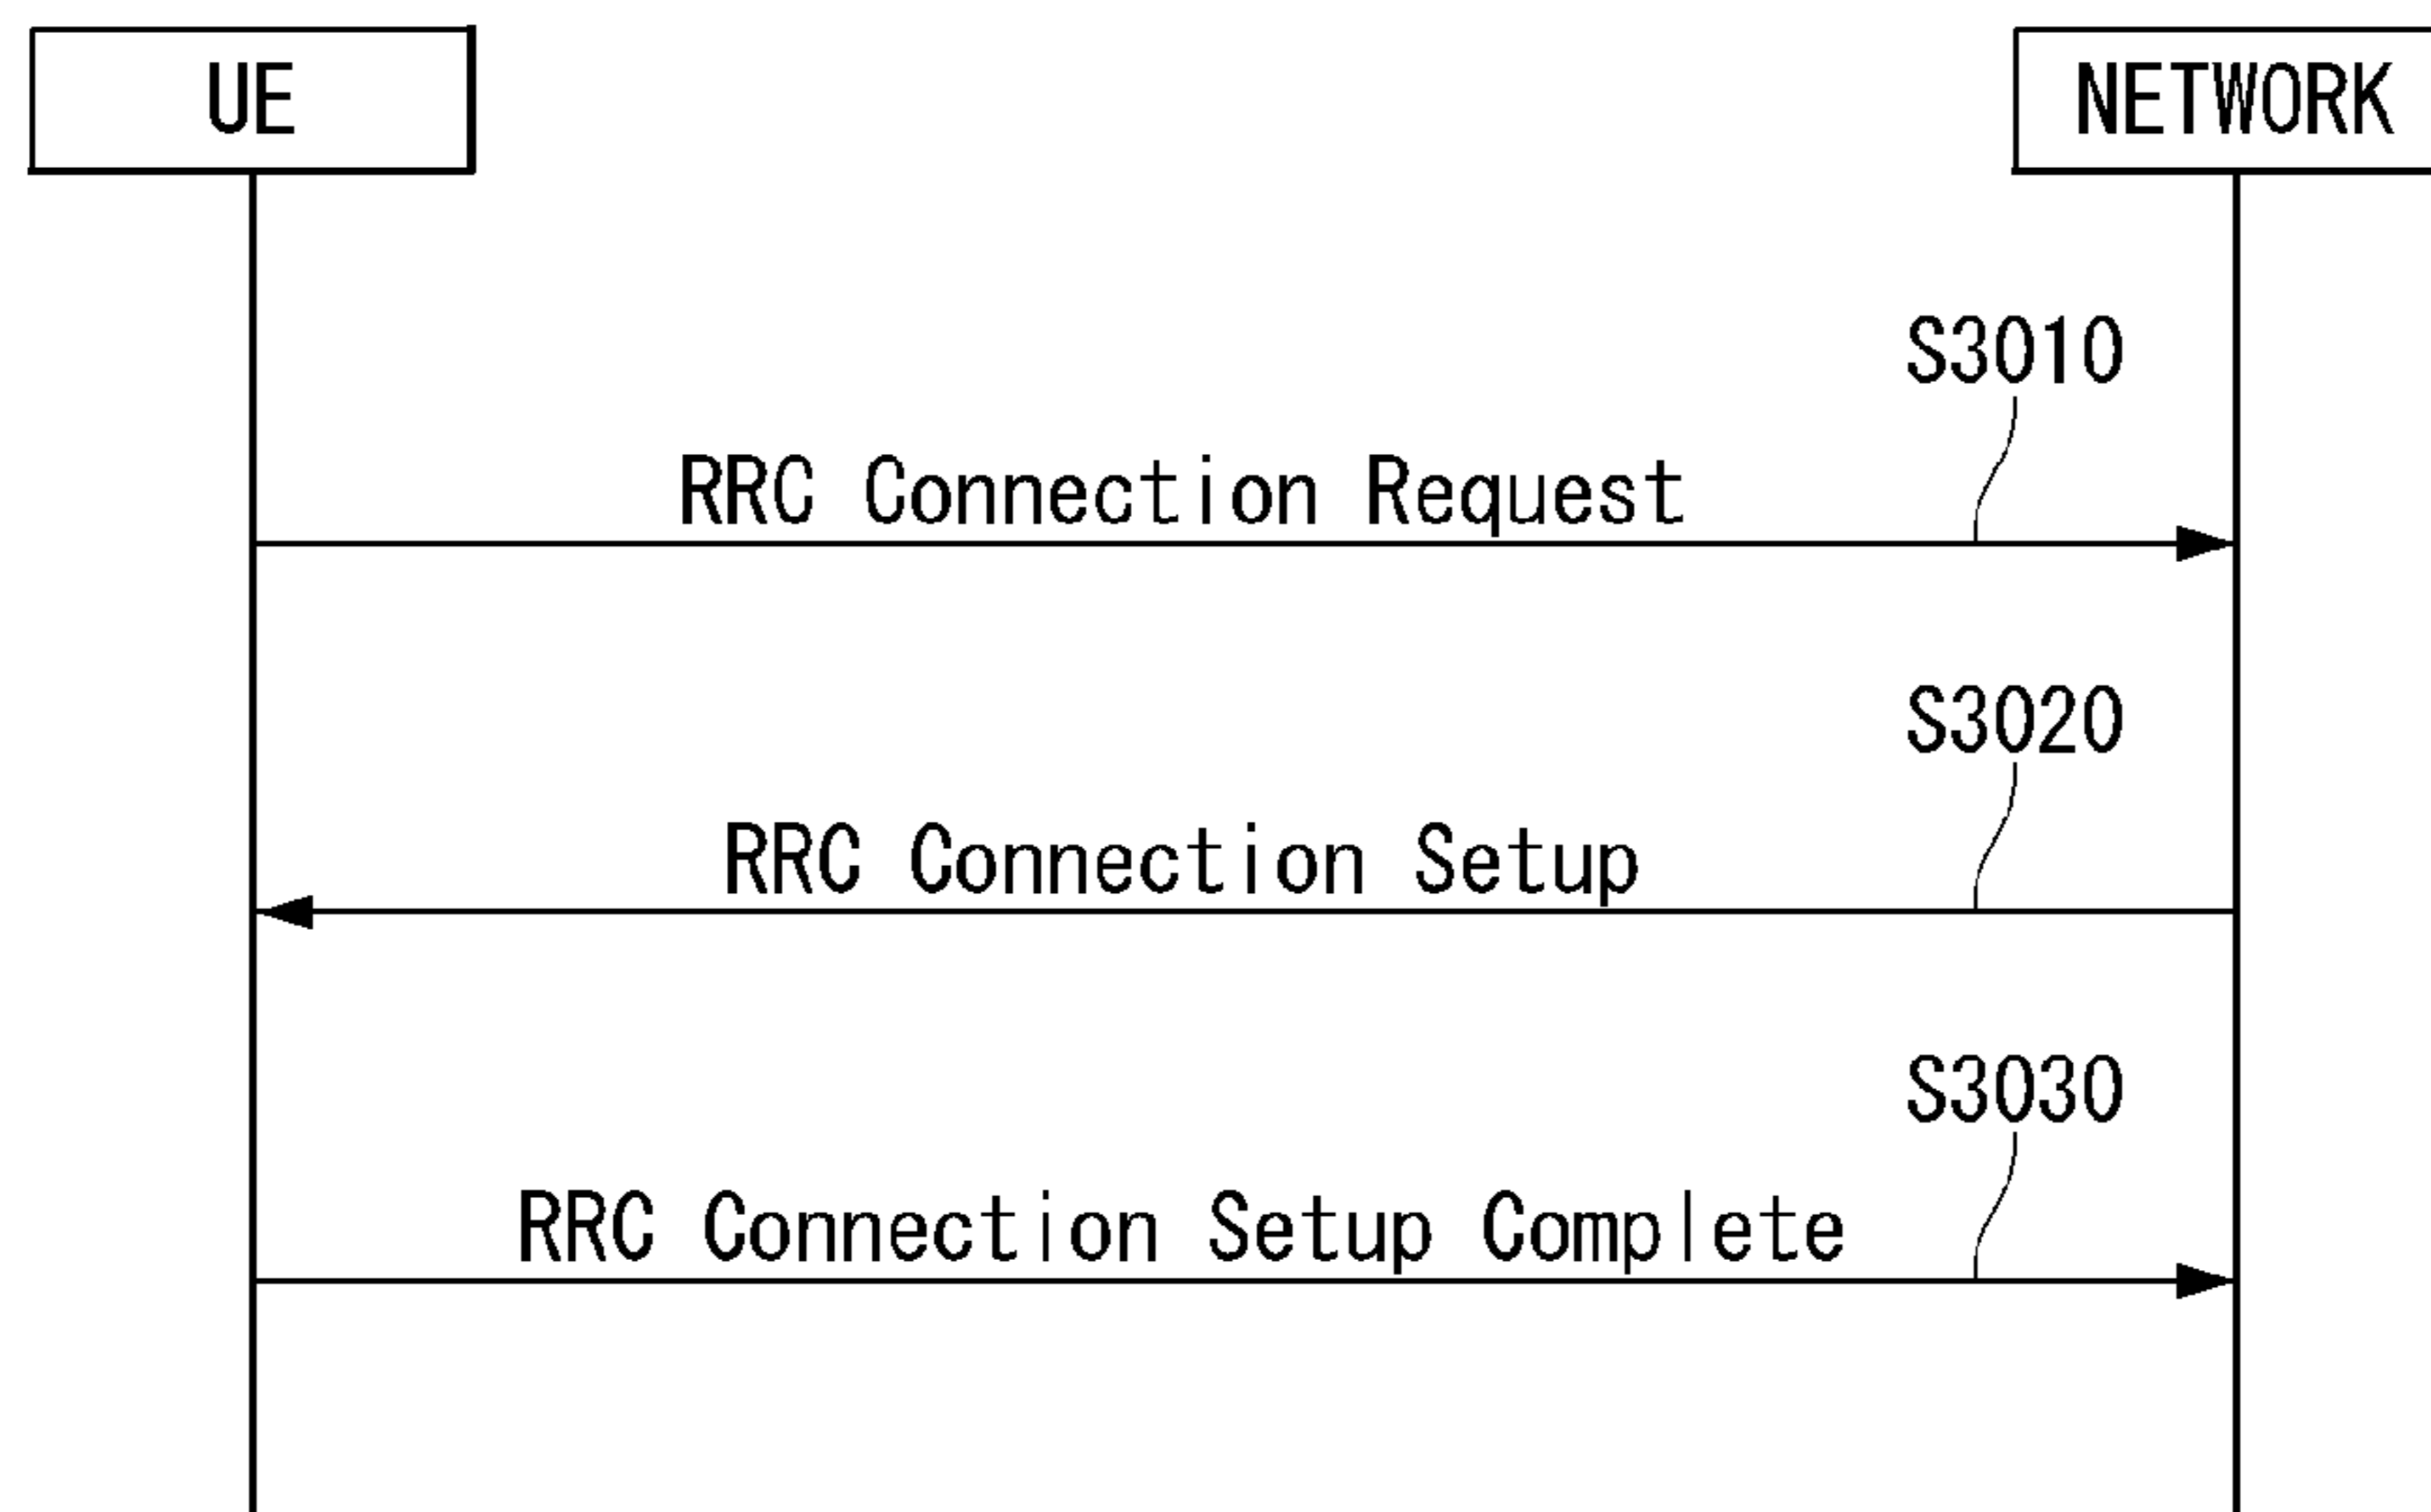 UE
NETWORK
S3010
RRC Connection Request
S3020
RRC Connection Setup
S3030
RRC Connection Setup Complete